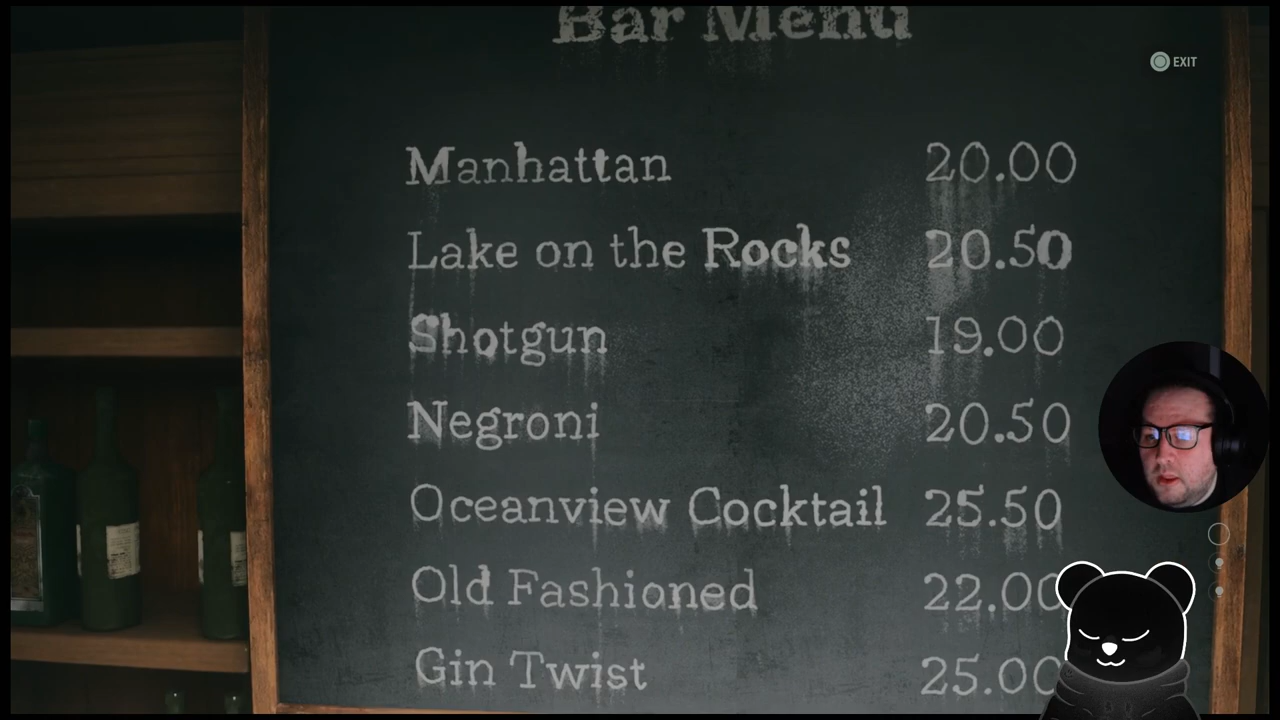 Bar Menu
EXIT
Manhattan 20.00
Lake on the Rocks 20.50
Shotgun 19.00
Negroni 20.50
Oceanview Cocktail 25.50
Old Fashioned 22.00
Gin Twist 25.00